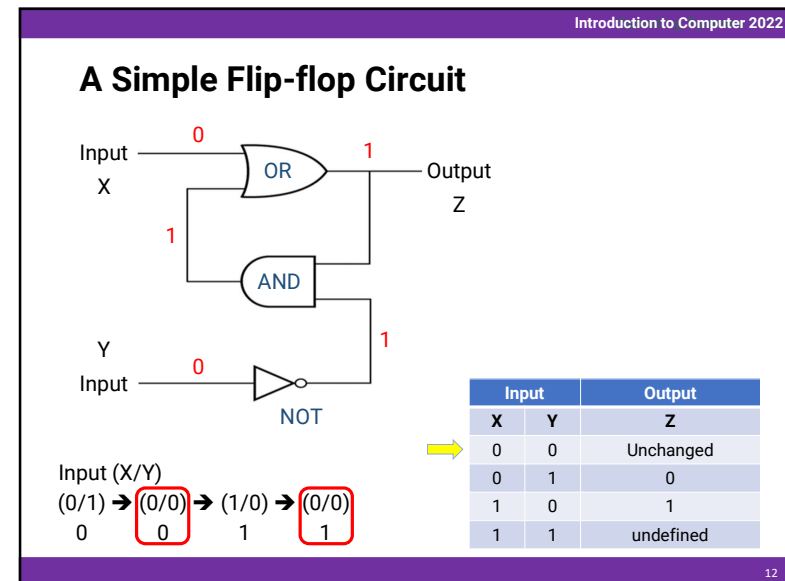 Introduction to Computer 2022
A Simple Flip-flop Circuit
0
Input
X
OR
1
Output
Z
1
AND
1
Y
Input
0
NOT
Input (X/Y)
(0/1) ➔ (0/0) ➔ (1/0) ➔ (0/0)
0 0 1 1
Input Output
X Y Z
0 0 Unchanged
0 1 0
1 0 1
1 1 undefined
12